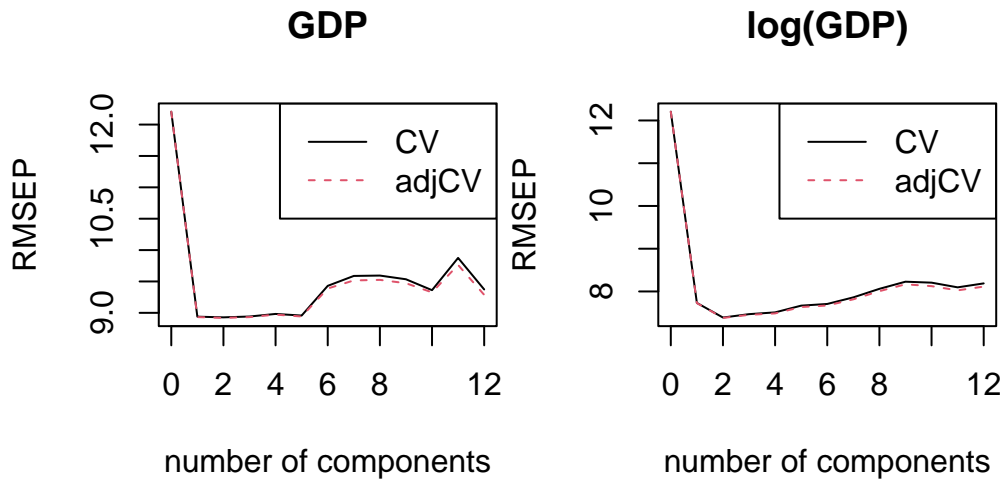 GDP
RMSEP
9.0
10.5
12.0
CV
adjCV
0 2 4 6 8 12
number of components
log(GDP)
RMSEP
8
10
12
CV
adjCV
0 2 4 6 8 12
number of components